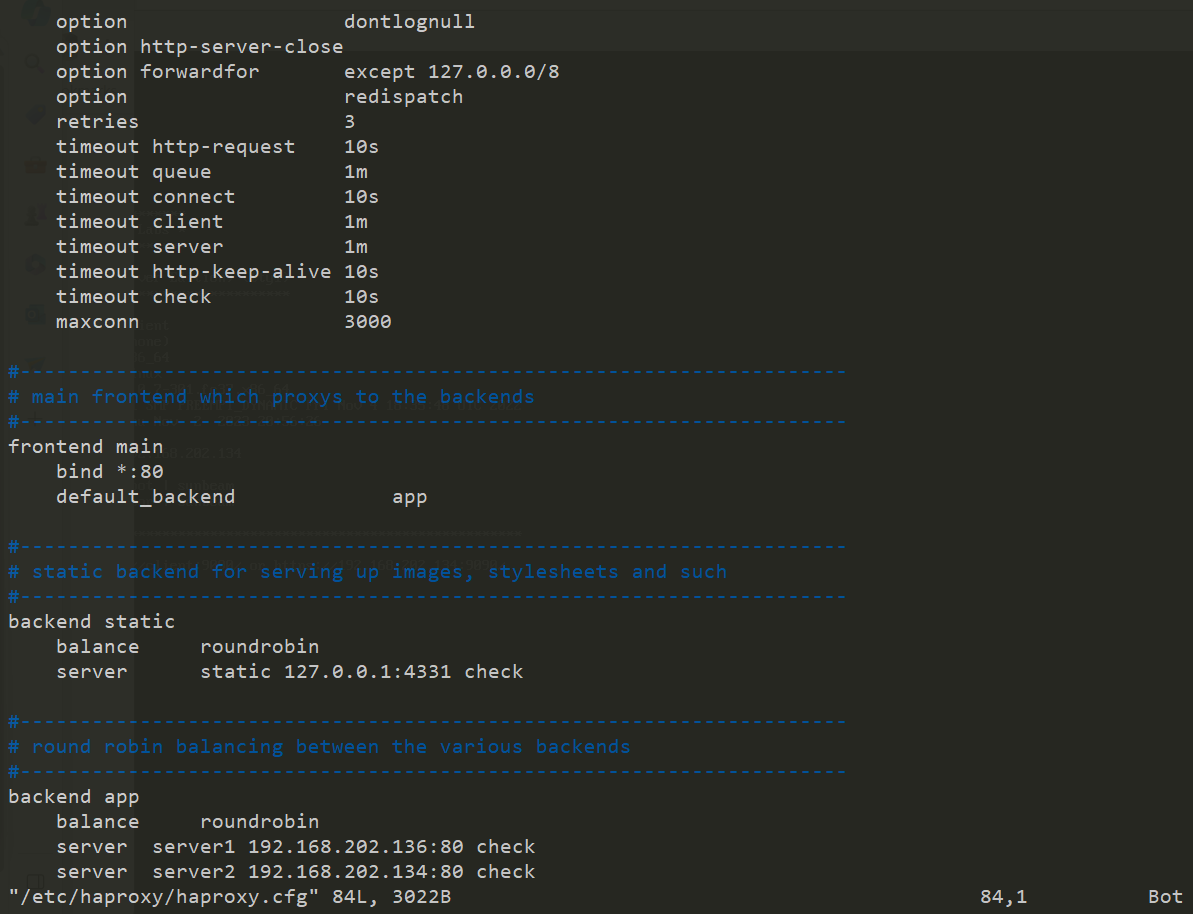 option                  dontlognull
option http-server-close
option forwardfor       except 127.0.0.0/8
option                  redispatch
retries                 3
timeout http-request    10s
timeout queue           1m
timeout connect         10s
timeout client          1m
timeout server          1m
timeout http-keep-alive 10s
timeout check           10s
maxconn                 3000
#---------------------------------------------------------------------
# main frontend which proxys to the backends
#---------------------------------------------------------------------
frontend main
    bind *:80
    default_backend             app
#---------------------------------------------------------------------
# static backend for serving up images, stylesheets and such
#---------------------------------------------------------------------
backend static
    balance     roundrobin
    server      static 127.0.0.1:4331 check
#---------------------------------------------------------------------
# round robin balancing between the various backends
#---------------------------------------------------------------------
backend app
    balance     roundrobin
    server  server1 192.168.202.136:80 check
    server  server2 192.168.202.134:80 check
"/etc/haproxy/haproxy.cfg" 84L, 3022B                                            84,1          Bot